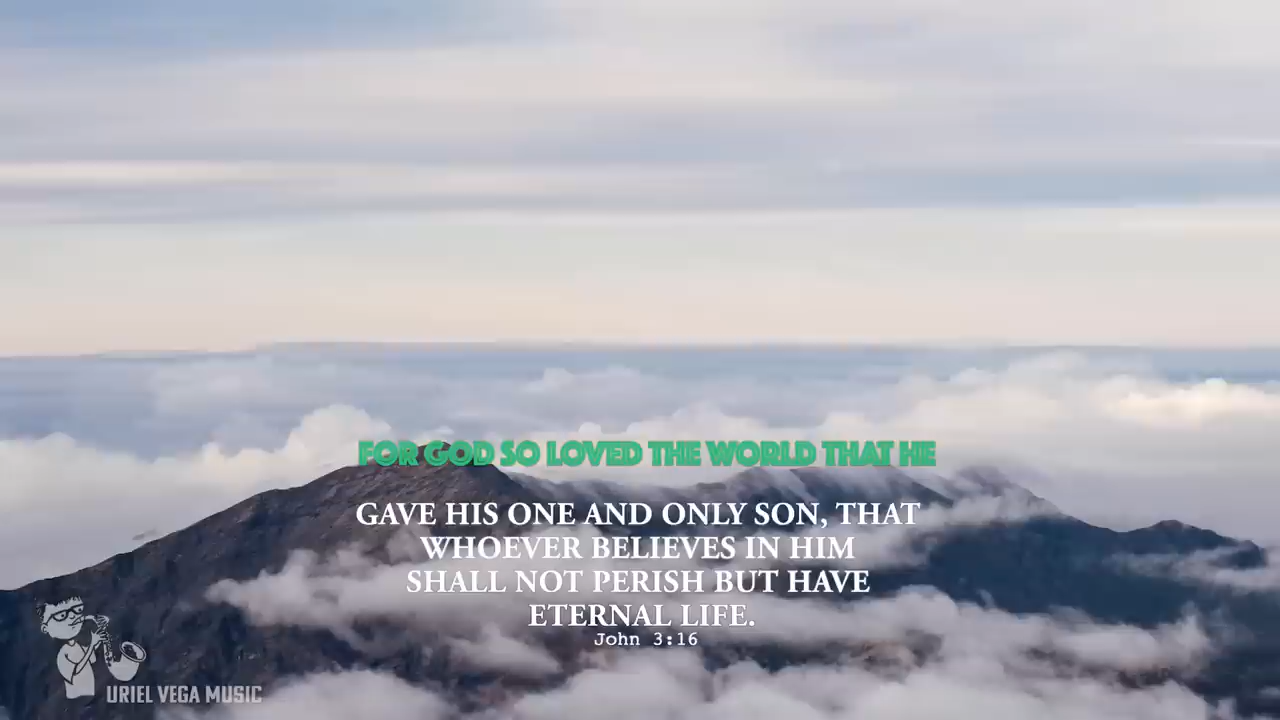 FOR GOD SO LOVED THE WORLD THAT HE
GAVE HIS ONE AND ONLY SON, THAT
WHOEVER BELIEVES IN HIM
SHALL NOT PERISH BUT HAVE
ETERNAL LIFE.
John 3:16
URIEL VEGA MUSIC